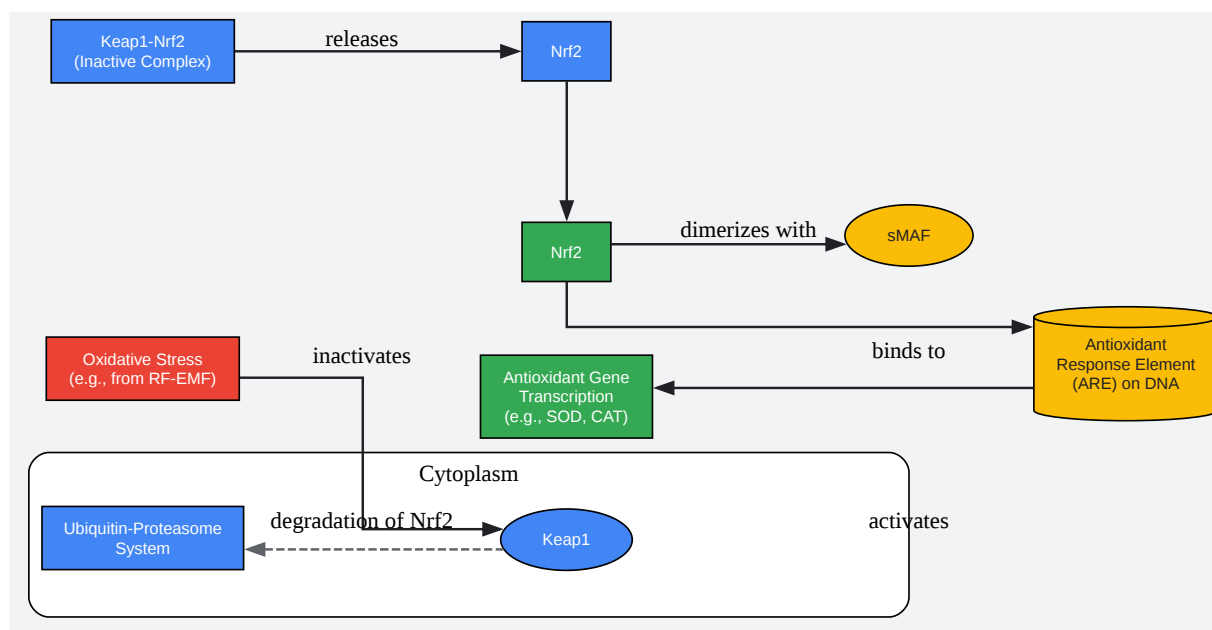 Keap1-Nrf2
(Inactive Complex)
releases
Nrf2
Nrf2
dimerizes with
sMAF
Oxidative Stress
(e.g., from RF-EMF)
inactivates
Antioxidant Gene
Transcription
(e.g., SOD, CAT)
binds to
Antioxidant
Response Element
(ARE) on DNA
Cytoplasm
Ubiquitin-Proteasome
System
degradation of Nrf2
Keap1
activates